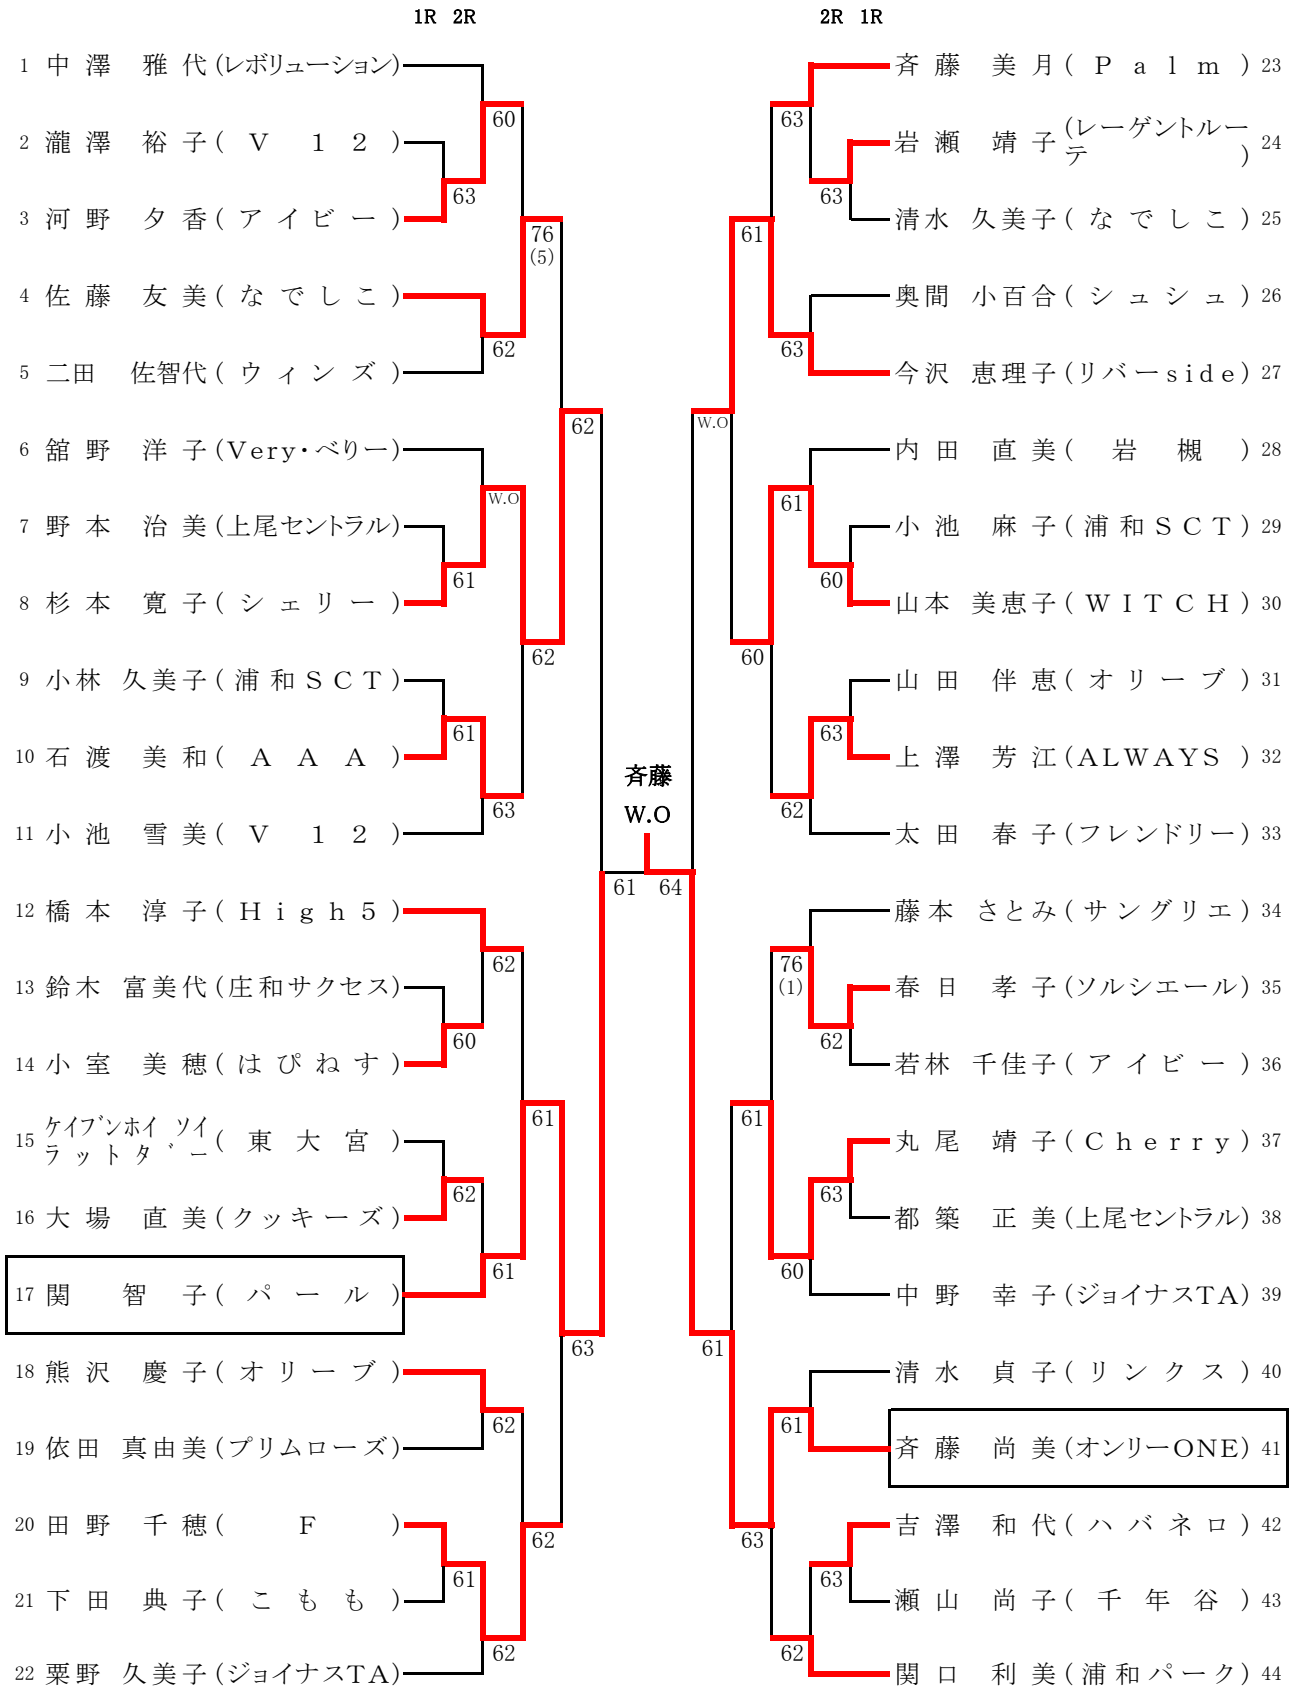 1R 2R
2R 1R
1 中澤 雅代(レボリューション)
60
2 瀧澤 裕子(V12)
63
3 河野 夕香(アイビー)
76
(5)
4 佐藤 友美(なでしこ)
62
5 二田 佐智代(ウィンズ)
62
6 舘野 洋子(Very・べりー)
W.O
7 野本 治美(上尾セントラル)
61
8 杉本 寛子(シェリー)
62
9 小林 久美子(浦和SCT)
61
10 石渡 美和(AAA)
63
11 小池 雪美(V12)
61
12 橋本 淳子(High5)
62
13 鈴木 富美代(庄和サクセス)
60
14 小室 美穂(はぴねす)
61
15 ケイブンホイ ソイ
ラットダー(東大宮)
62
16 大場 直美(クッキーズ)
61
17 関 智子(パール)
63
18 熊沢 慶子(オリーブ)
62
19 依田 真由美(プリムローズ)
20 田野 千穂(F)
62
61
21 下田 典子(こもも)
62
22 粟野 久美子(ジョイナスTA)
斉藤
W.O
斉藤 美月(Palm) 23
63
岩瀬 靖子(レーゲントルー
テ) 24
63
清水 久美子(なでしこ) 25
61
奥間 小百合(シュシュ) 26
63
今沢 恵理子(リバーside) 27
W.O
内田 直美(岩槻) 28
61
小池 麻子(浦和SCT) 29
60
山本 美恵子(WITCH) 30
60
山田 伴恵(オリーブ) 31
63
上澤 芳江(ALWAYS) 32
62
太田 春子(フレンドリー) 33
64
藤本 さとみ(サングリエ) 34
76
(1)
春日 孝子(ソルシエール) 35
62
若林 千佳子(アイビー) 36
61
丸尾 靖子(Cherry) 37
63
都築 正美(上尾セントラル) 38
60
中野 幸子(ジョイナスTA) 39
61
清水 貞子(リンクス) 40
61
斉藤 尚美(オンリーONE) 41
吉澤 和代(ハバネロ) 42
63
63
瀬山 尚子(千年谷) 43
62
関口 利美(浦和パーク) 44